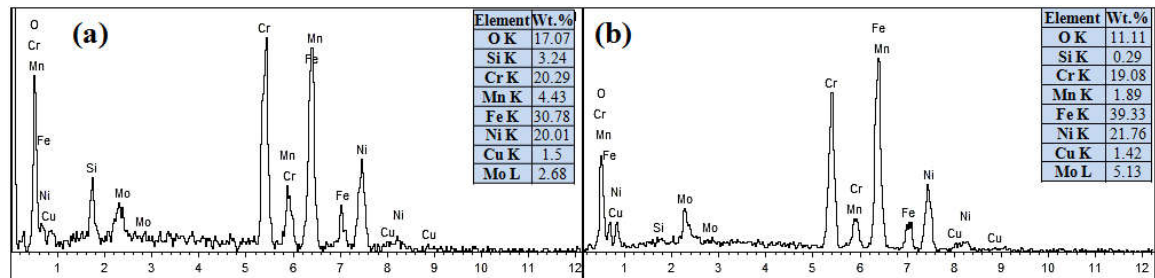 (a)
O
Cr
Mn
Fe
Ni
Cu
Si
Mo
Mo
Cr
Mn
Cr
Mn
Fe
Fe
Ni
Cu
Ni
Cu
1 2 3 4 5 6 7 8 9 10 11 12
Element Wt.%
O K 17.07
Si K 3.24
Cr K 20.29
Mn K 4.43
Fe K 30.78
Ni K 20.01
Cu K 1.5
Mo L 2.68
(b)
O
Cr
Mn
Fe
Ni
Cu
Si
Mo
Mo
Cr
Cr
Mn
Fe
Mn
Fe
Ni
Cu
Ni
Cu
1 2 3 4 5 6 7 8 9 10 11 12
Element Wt.%
O K 11.11
Si K 0.29
Cr K 19.08
Mn K 1.89
Fe K 39.33
Ni K 21.76
Cu K 1.42
Mo L 5.13